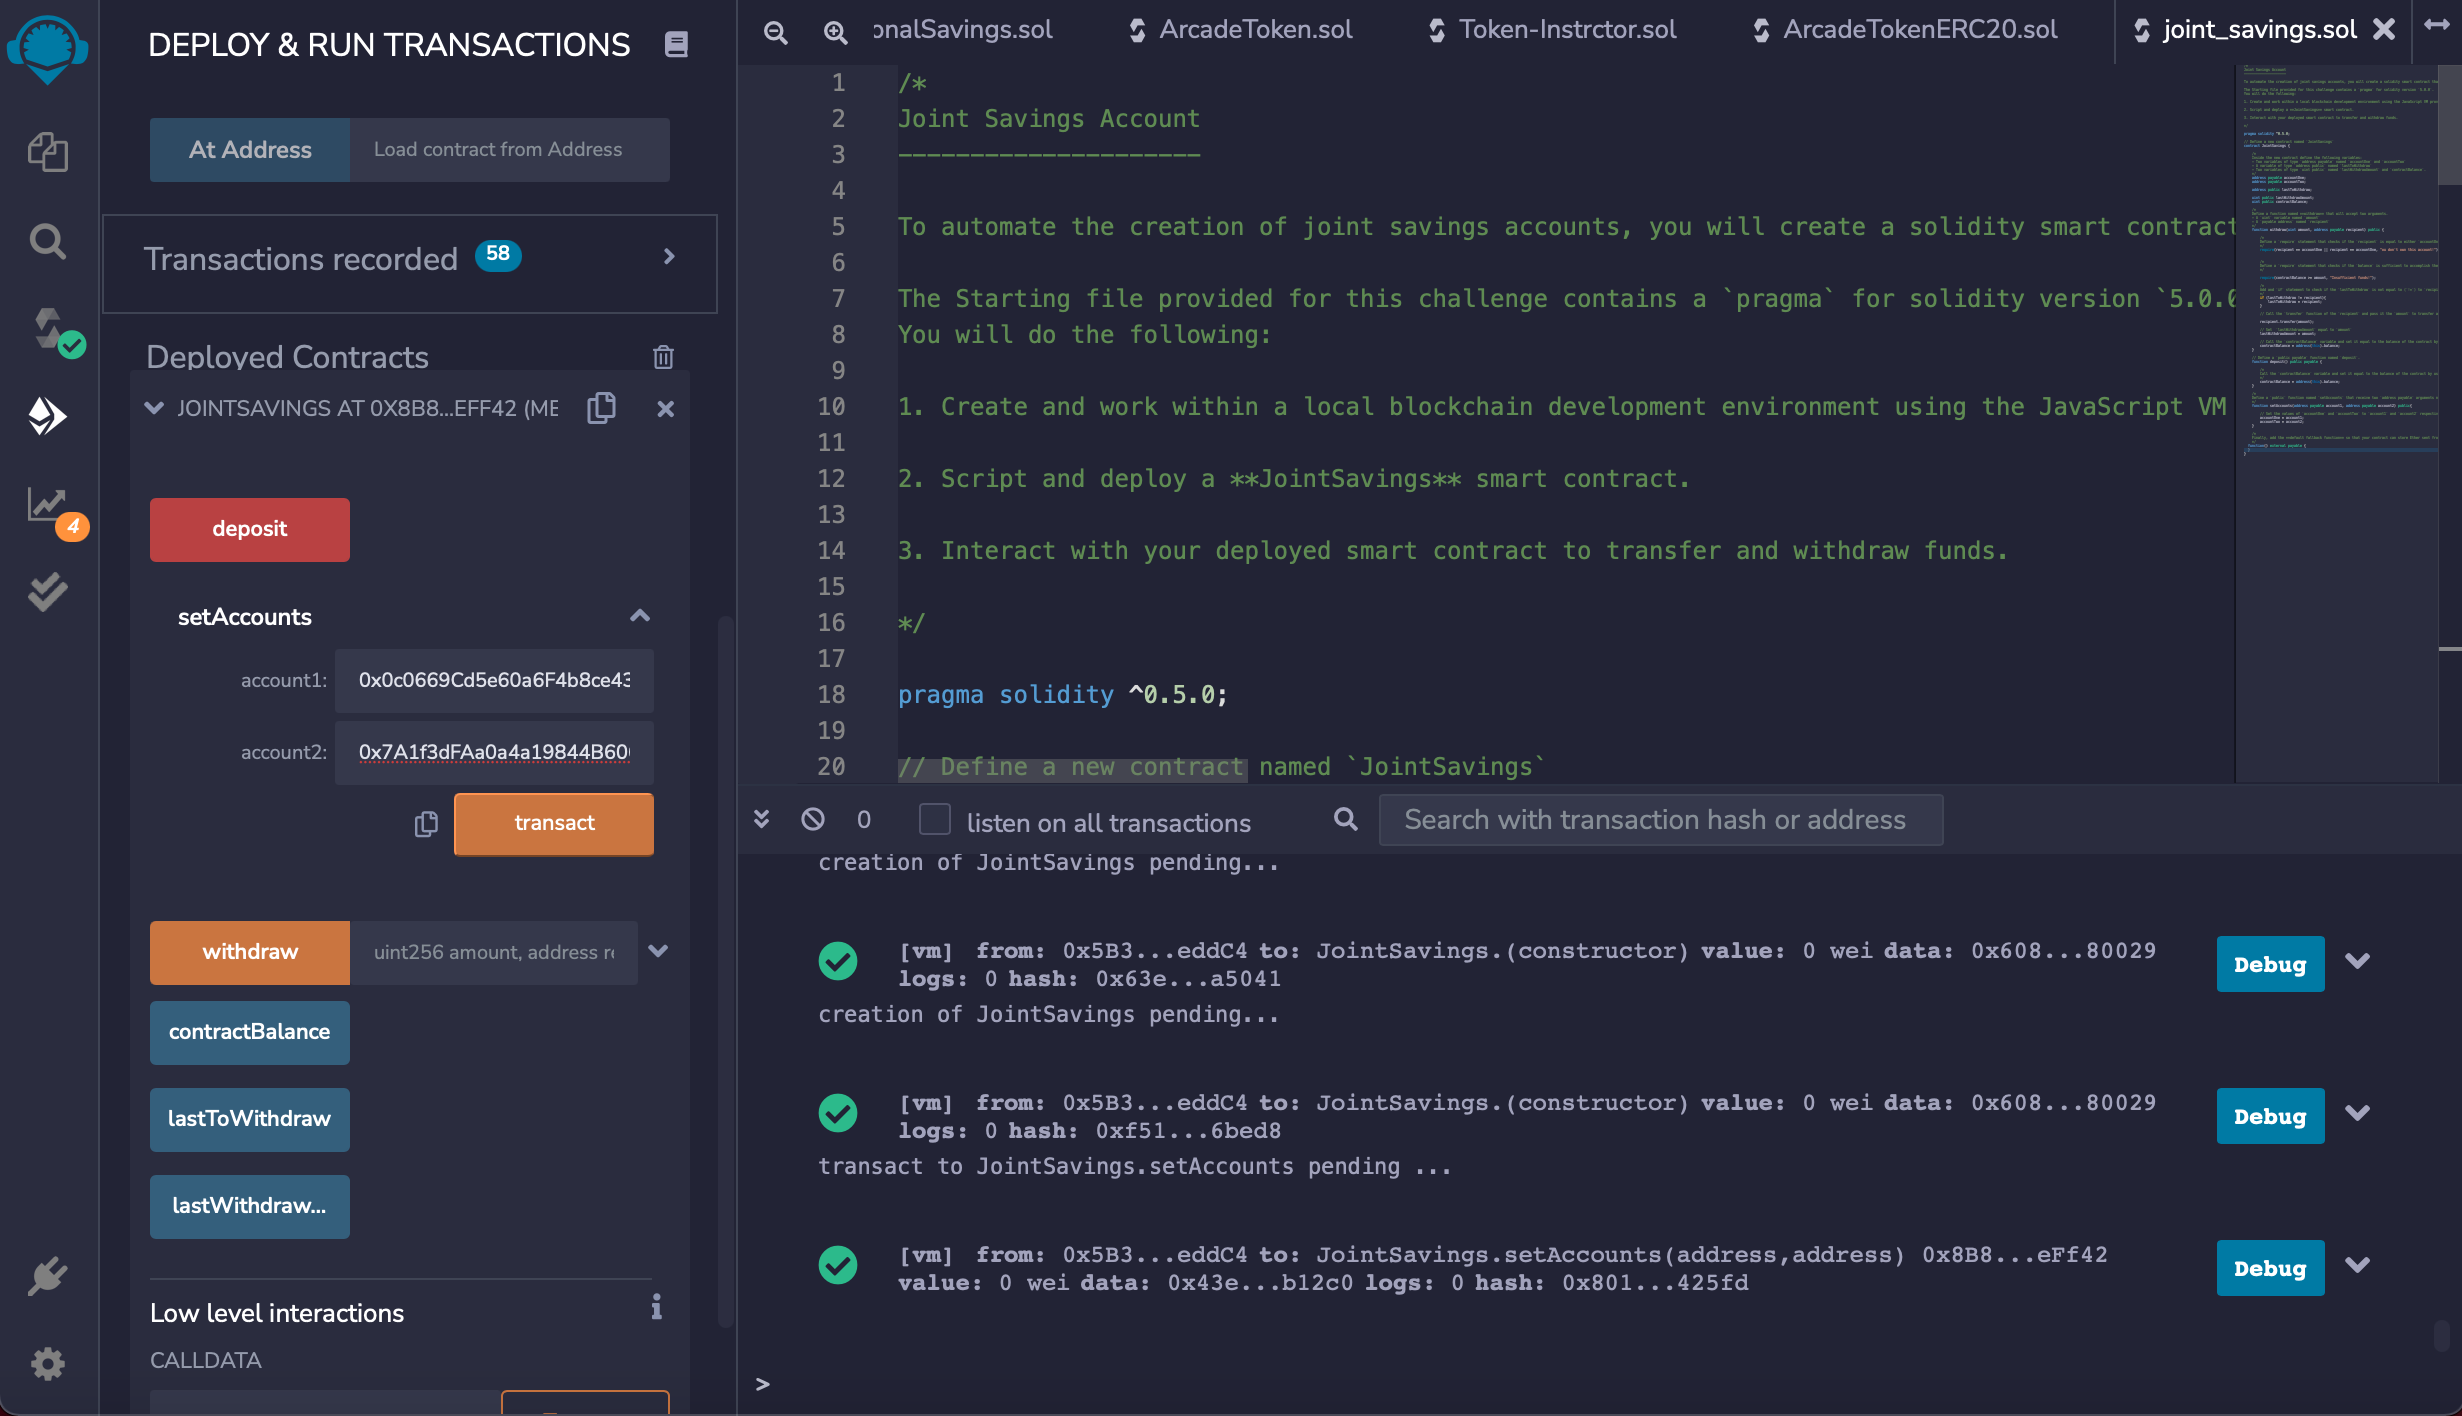 DEPLOY & RUN TRANSACTIONS
At Address
Load contract from Address
Transactions recorded 58
Deployed Contracts
JOINTSAVINGS AT 0X8B8...EFF42 (ME
deposit
setAccounts
account1: 0x0c0669Cd5e60a6F4b8ce43
account2: 0x7A1f3dFAa0a4a19844B60
transact
withdraw
uint256 amount, address re
contractBalance
lastToWithdraw
lastWithdraw...
Low level interactions
CALLDATA
4
onalSavings.sol
ArcadeToken.sol
Token-Instrctor.sol
ArcadeTokenERC20.sol
joint_savings.sol
1 /*
2 Joint Savings Account
3 ---------------------
4
5 To automate the creation of joint savings accounts, you will create a solidity smart contract
6
7 The Starting file provided for this challenge contains a `pragma` for solidity version `5.0.0
8 You will do the following:
9
10 1. Create and work within a local blockchain development environment using the JavaScript VM
11
12 2. Script and deploy a **JointSavings** smart contract.
13
14 3. Interact with your deployed smart contract to transfer and withdraw funds.
15
16 */
17
18 pragma solidity ^0.5.0;
19
20 // Define a new contract named `JointSavings`
0
listen on all transactions
Search with transaction hash or address
creation of JointSavings pending...
[vm] from: 0x5B3...eddC4 to: JointSavings.(constructor) value: 0 wei data: 0x608...80029
logs: 0 hash: 0x63e...a5041
Debug
creation of JointSavings pending...
[vm] from: 0x5B3...eddC4 to: JointSavings.(constructor) value: 0 wei data: 0x608...80029
logs: 0 hash: 0xf51...6bed8
Debug
transact to JointSavings.setAccounts pending ...
[vm] from: 0x5B3...eddC4 to: JointSavings.setAccounts(address,address) 0x8B8...eFf42
value: 0 wei data: 0x43e...b12c0 logs: 0 hash: 0x801...425fd
Debug
>